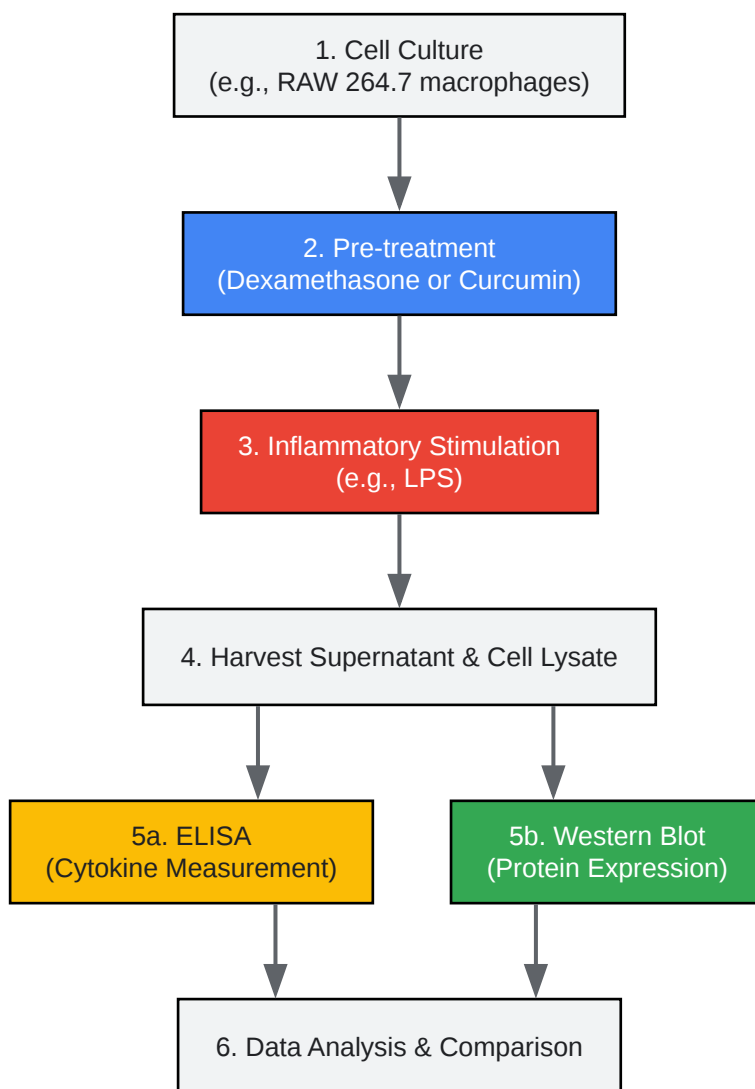 1. Cell Culture
(e.g., RAW 264.7 macrophages)
2. Pre-treatment
(Dexamethasone or Curcumin)
3. Inflammatory Stimulation
(e.g., LPS)
4. Harvest Supernatant & Cell Lysate
5a. ELISA
(Cytokine Measurement)
5b. Western Blot
(Protein Expression)
6. Data Analysis & Comparison